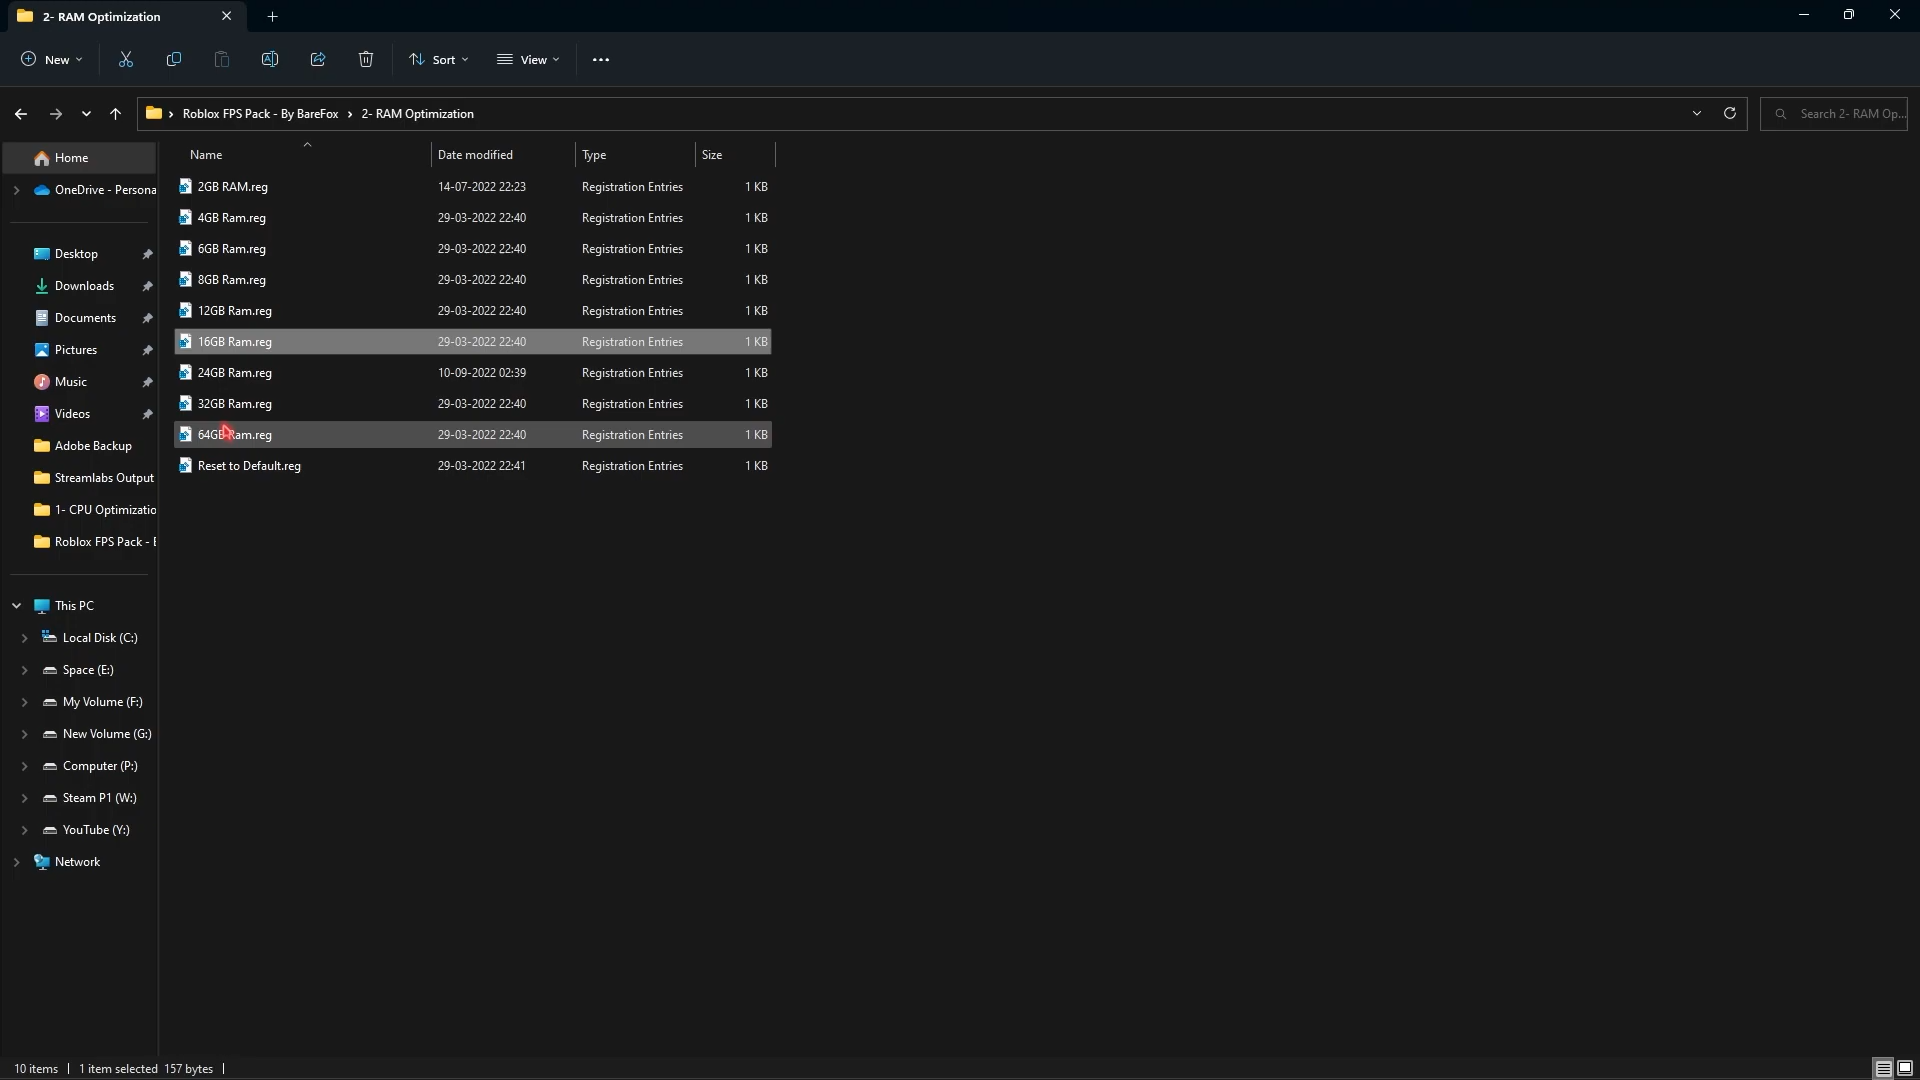 2- RAM Optimization
New
Sort
View
Roblox FPS Pack - By BareFox > 2- RAM Optimization
Search 2- RAM Op...
Home
OneDrive - Persona
Desktop
Downloads
Documents
Pictures
Music
Videos
Adobe Backup
Streamlabs Output
1- CPU Optimizatio
Roblox FPS Pack - E
This PC
Local Disk (C:)
Space (E:)
My Volume (F:)
New Volume (G:)
Computer (P:)
Steam P1 (W:)
YouTube (Y:)
Network
Name Date modified Type Size
2GB RAM.reg 14-07-2022 22:23 Registration Entries 1 KB
4GB Ram.reg 29-03-2022 22:40 Registration Entries 1 KB
6GB Ram.reg 29-03-2022 22:40 Registration Entries 1 KB
8GB Ram.reg 29-03-2022 22:40 Registration Entries 1 KB
12GB Ram.reg 29-03-2022 22:40 Registration Entries 1 KB
16GB Ram.reg 29-03-2022 22:40 Registration Entries 1 KB
24GB Ram.reg 10-09-2022 02:39 Registration Entries 1 KB
32GB Ram.reg 29-03-2022 22:40 Registration Entries 1 KB
64GB Ram.reg 29-03-2022 22:40 Registration Entries 1 KB
Reset to Default.reg 29-03-2022 22:41 Registration Entries 1 KB
10 items 1 item selected 157 bytes